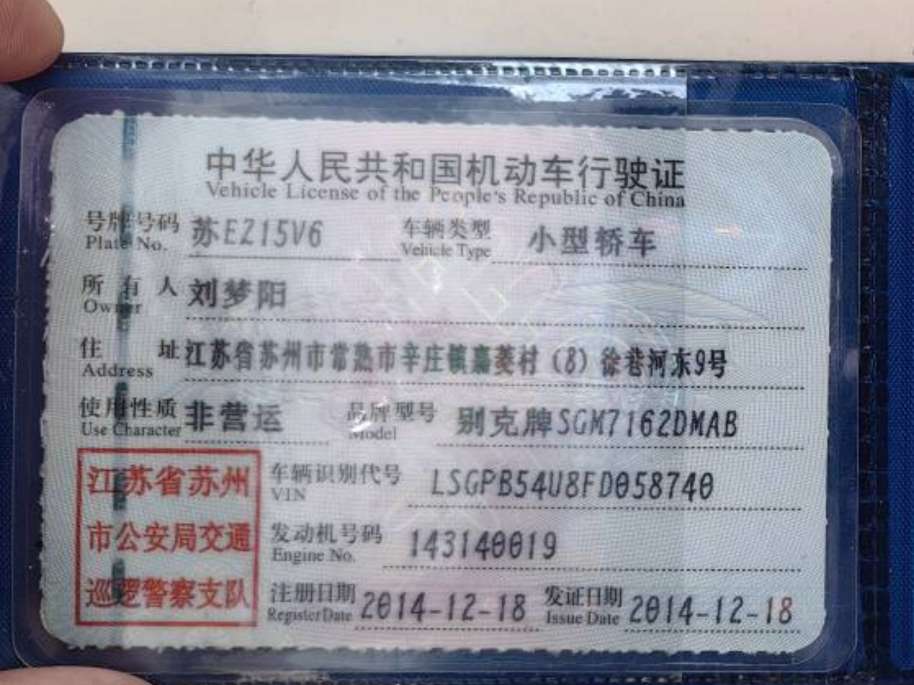 中华人民共和国机动车行驶证
Vehicle License of the People's Republic of China
号牌号码 苏EZ15V6 车辆类型 小型轿车
Plate No. Vehicle Type
所有人 刘梦阳
Owner
住址 江苏省苏州市常熟市辛庄镇嘉菱村（8）徐巷河东9号
Address
使用性质 非营运 品牌型号 别克牌SGM7162DMAB
Use Character Model
江苏省苏州
市公安局交通
巡逻警察支队
车辆识别代号 LSGPB54U8FD058740
VIN
发动机号码 143140019
Engine No.
注册日期 2014-12-18 发证日期 2014-12-18
Register Date Issue Date